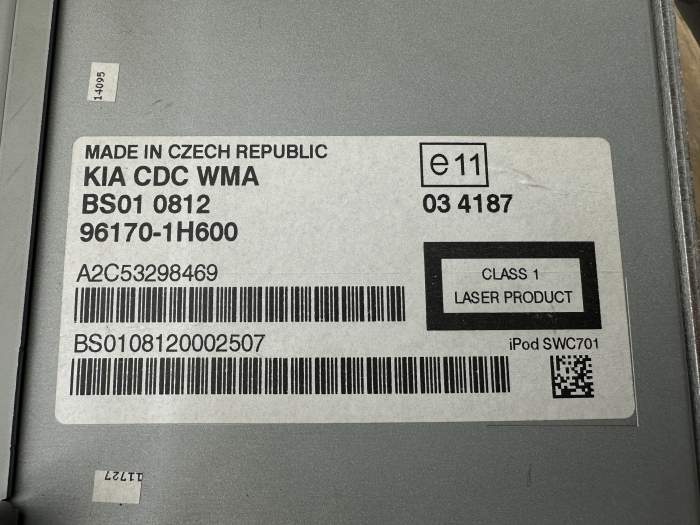 14095
MADE IN CZECH REPUBLIC
KIA CDC WMA
BS01 0812
96170-1H600
e11
03 4187
A2C53298469
CLASS 1
LASER PRODUCT
BS0108120002507
iPod SWC701
11727